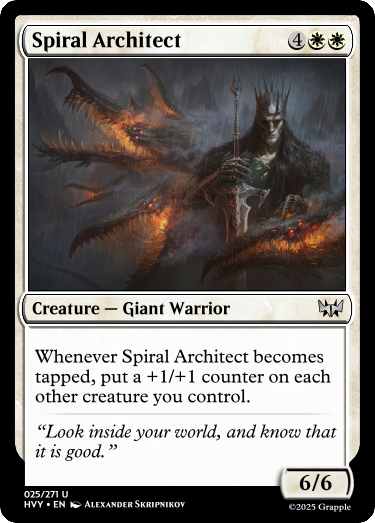 Spiral Architect 4
Creature — Giant Warrior
Whenever Spiral Architect becomes
tapped, put a +1/+1 counter on each
other creature you control.
“Look inside your world, and know that
it is good.”
6/6
025/271 U
HVY • EN ALEXANDER SKRIPNIKOV
©2025 Grapple